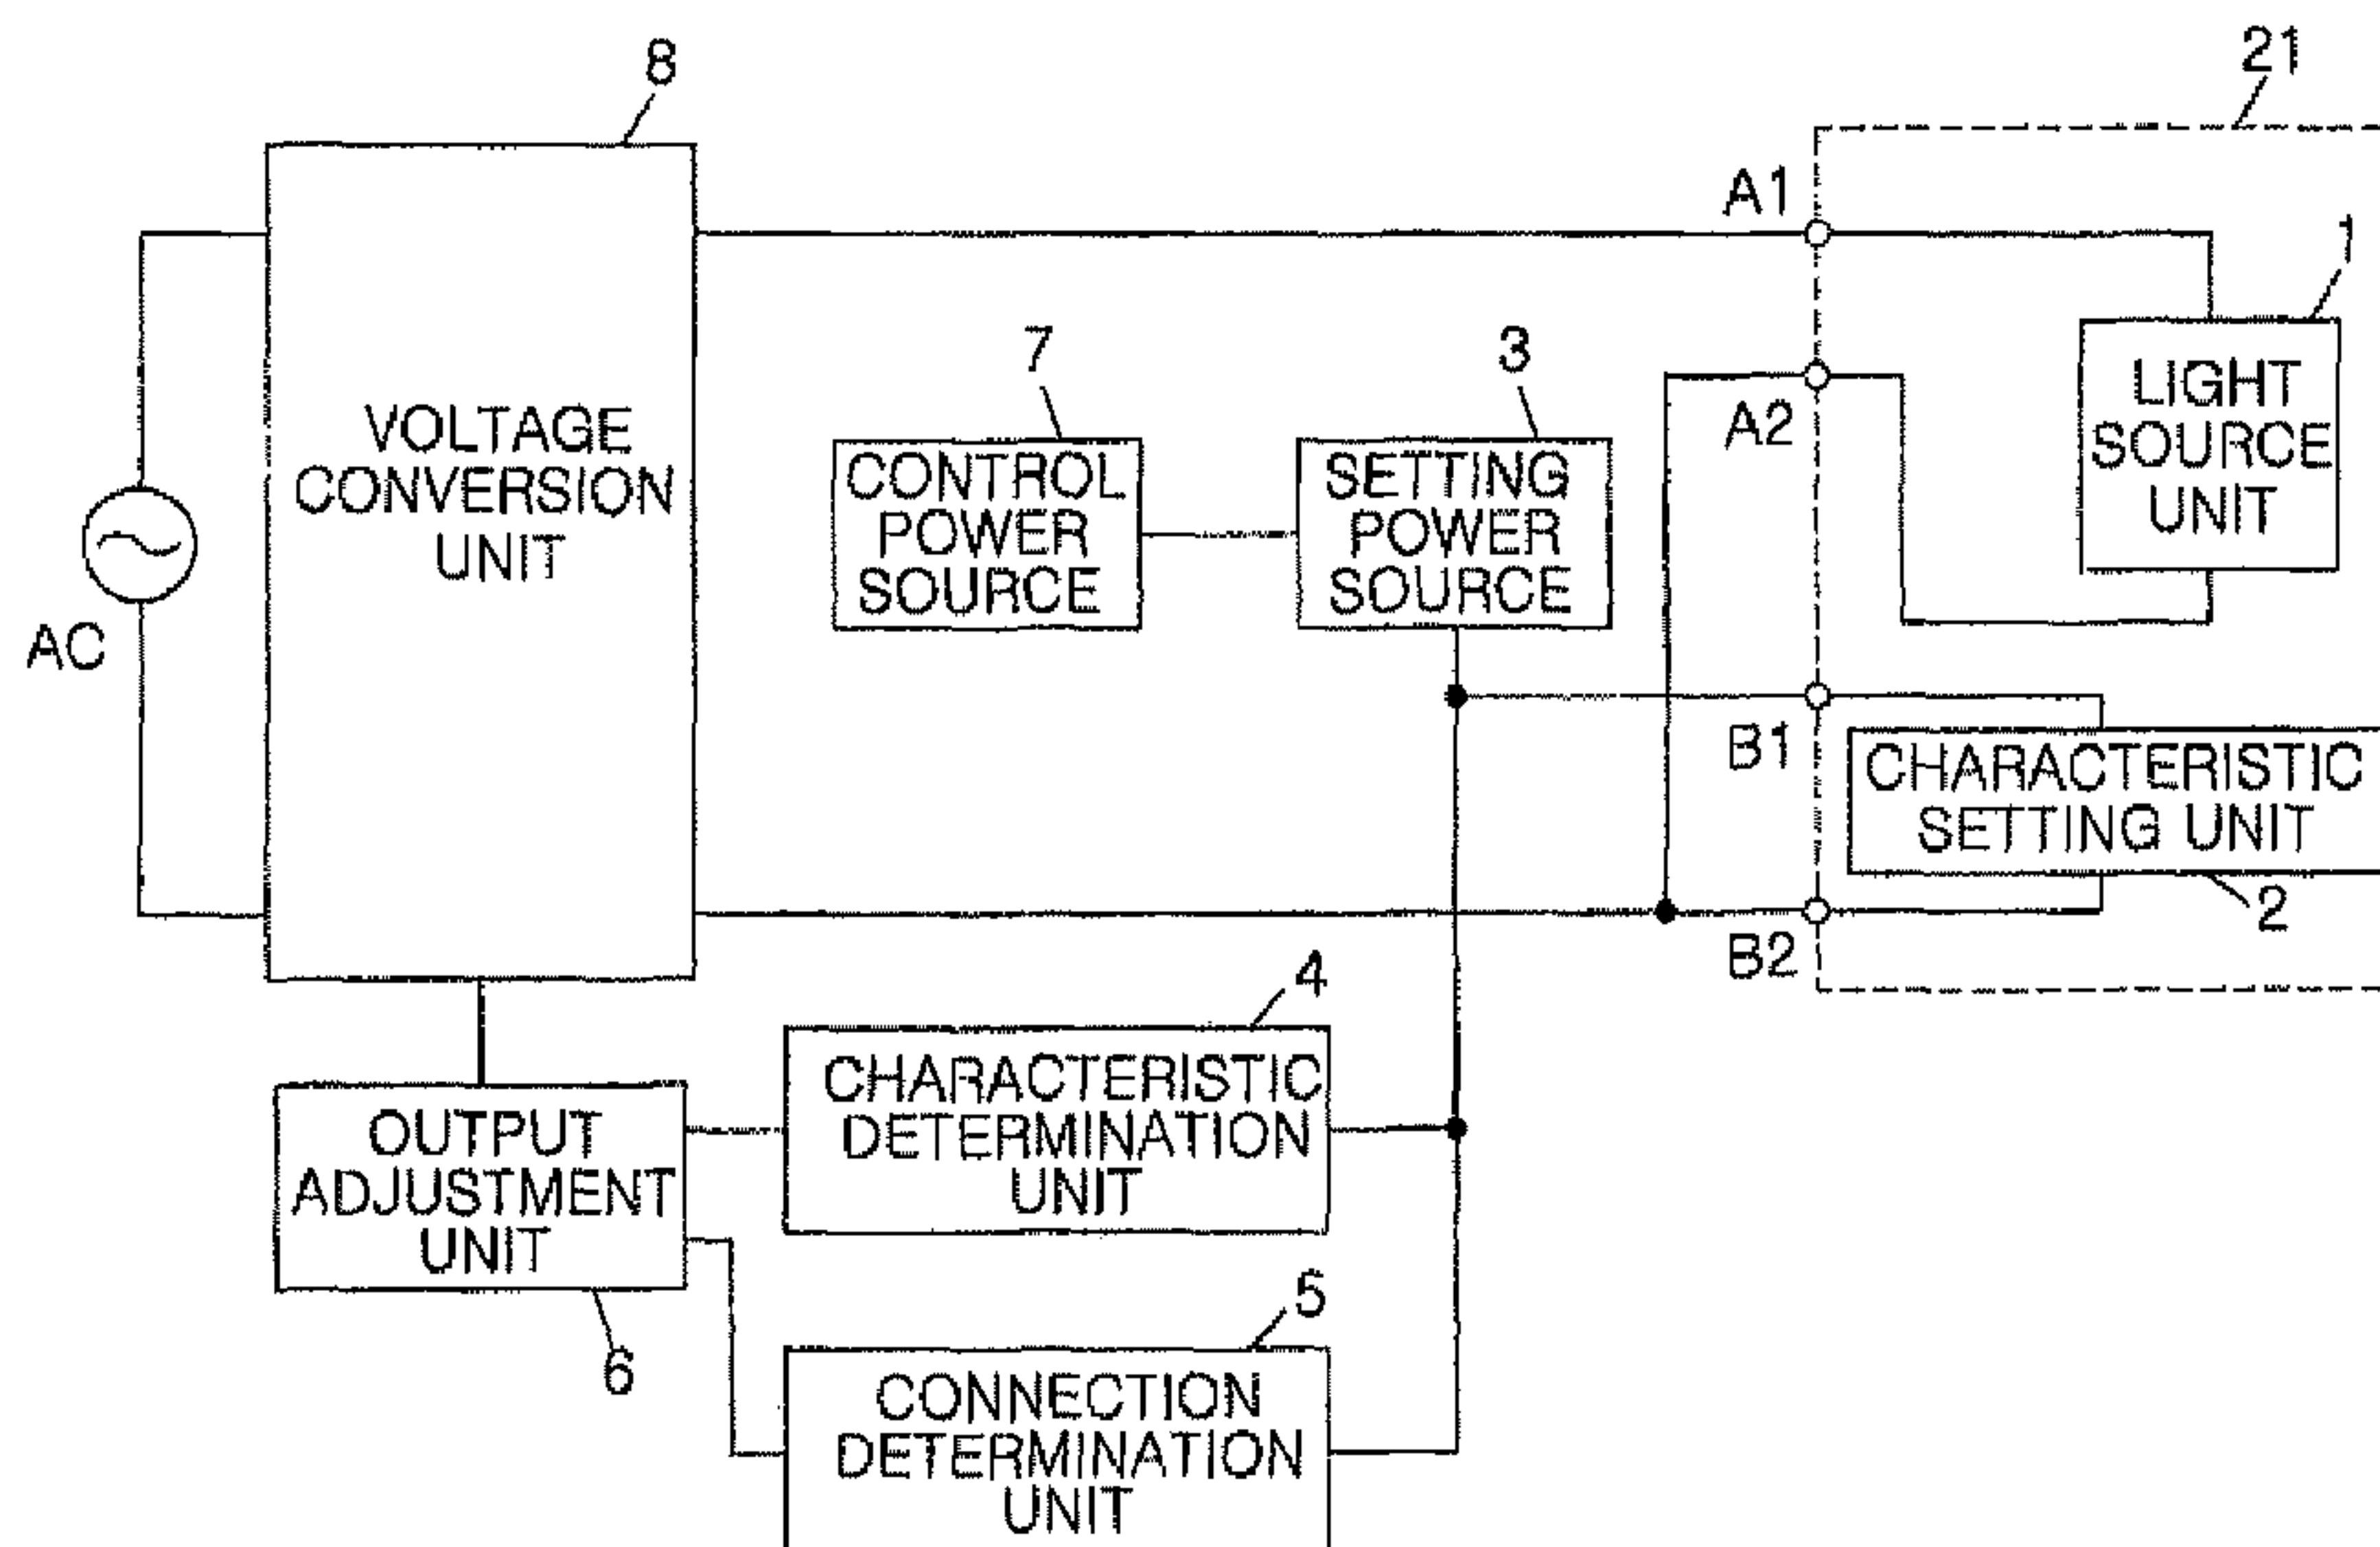 8
21
A1
1
7
3
LIGHT
SOURCE
UNIT
A2
VOLTAGE
CONVERSION
UNIT
CONTROL
POWER
SOURCE
SETTING
POWER
SOURCE
AC
B1
CHARACTERISTIC
SETTING UNIT
2
B2
4
CHARACTERISTIC
DETERMINATION
UNIT
OUTPUT
ADJUSTMENT
UNIT
5
6
CONNECTION
DETERMINATION
UNIT